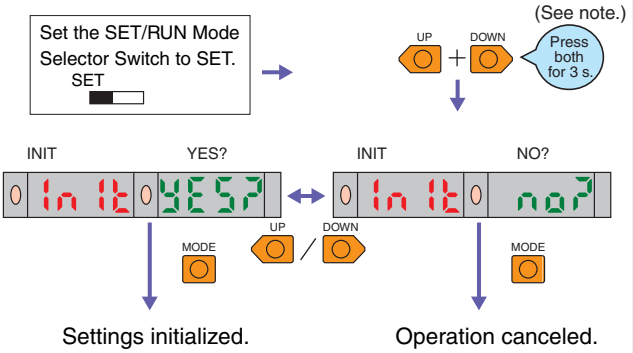 (See note.)
Set the SET/RUN Mode
Selector Switch to SET.
SET
UP + DOWN
Press
both
for 3 s.
INIT YES?
INIT NO?
In It YES?
In It no?
UP / DOWN
MODE
MODE
Settings initialized.
Operation canceled.